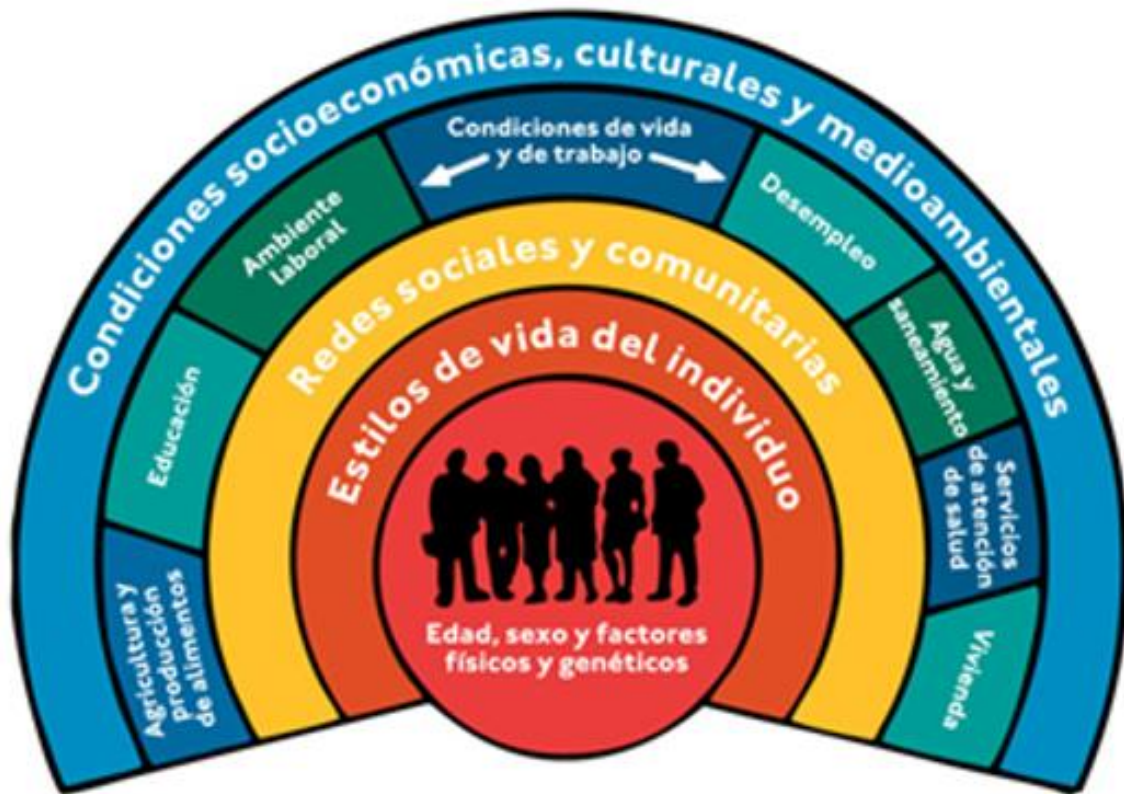 Condiciones socioeconómicas, culturales y medioambientales
Condiciones de vida
y de trabajo
Agricultura y
producción
de alimentos
Educación
Ambiente
laboral
Desempleo
Agua y
saneamiento
Servicios
de atención
de salud
Vivienda
Redes sociales y comunitarias
Estilos de vida del individuo
Edad, sexo y factores
físicos y genéticos